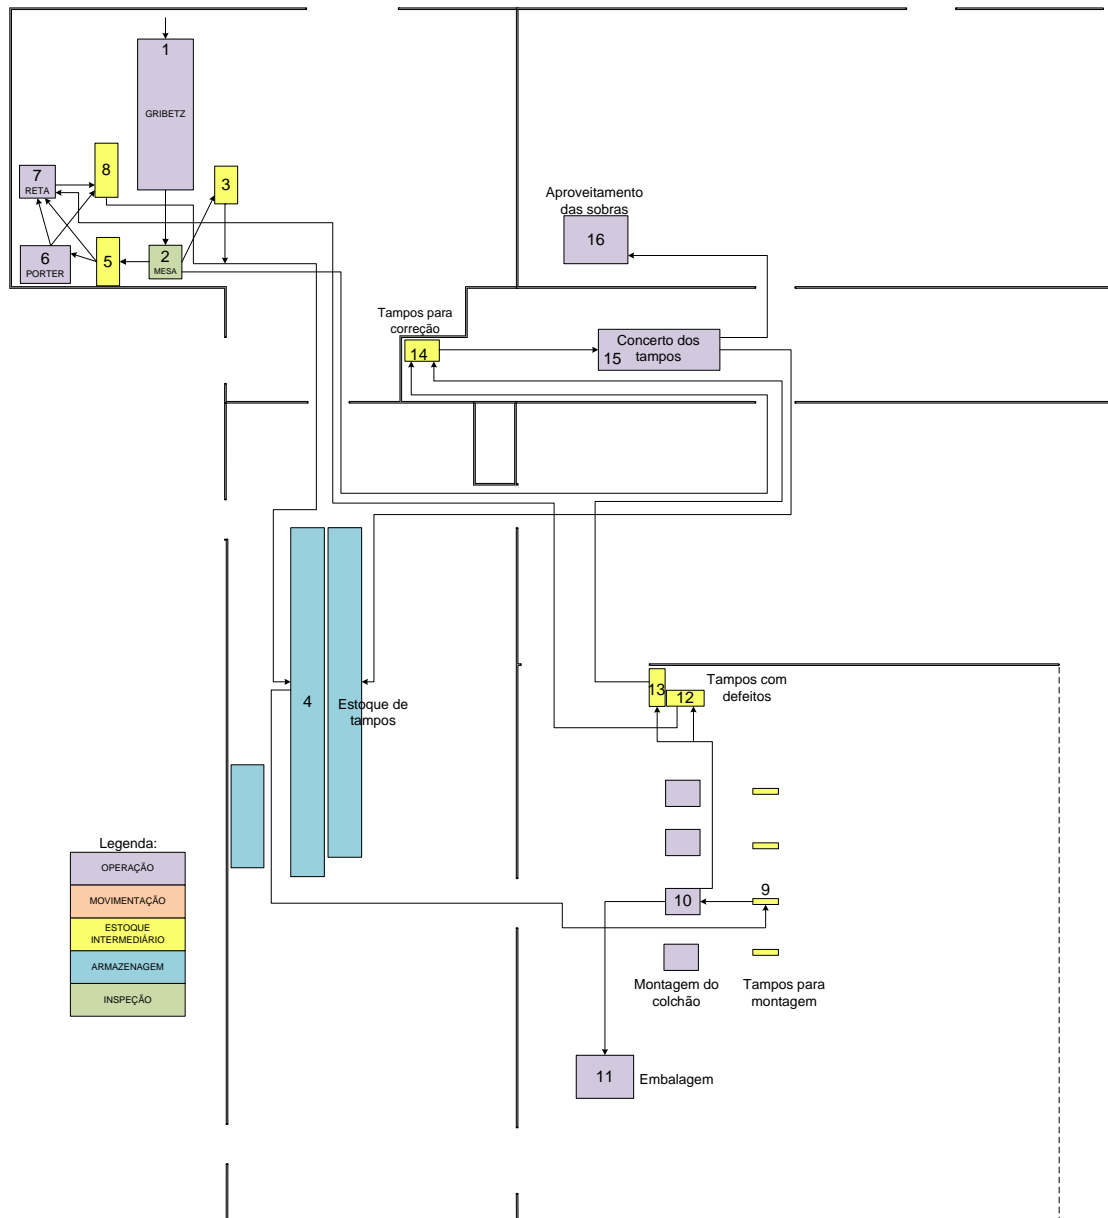 1
GRIBETZ
7
RETA
8
3
6
PORTER
5
2
MESA
Aproveitamento
das sobras
16
Tampos para
correção
14
Concerto dos
15
tampos
4
Estoque de
tampos
13
12
Tampos com
defeitos
Legenda:
OPERAÇÃO
MOVIMENTAÇÃO
ESTOQUE
INTERMEDIÁRIO
ARMAZENAGEM
INSPEÇÃO
9
10
Montagem do
colchão
Tampos para
montagem
11
Embalagem